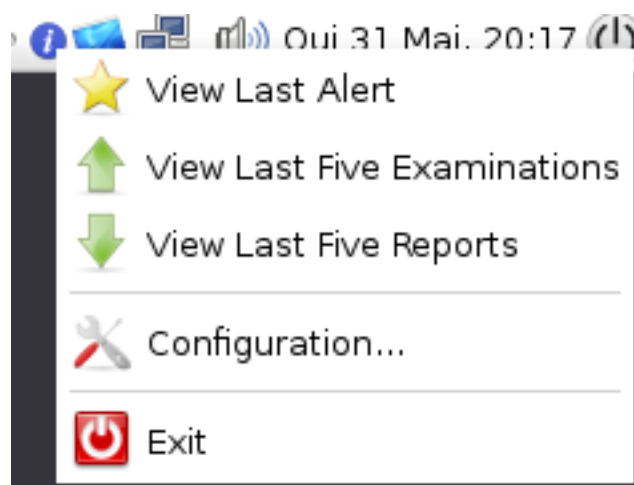 Qui 31 Mai, 20:17
View Last Alert
View Last Five Examinations
View Last Five Reports
Configuration...
Exit